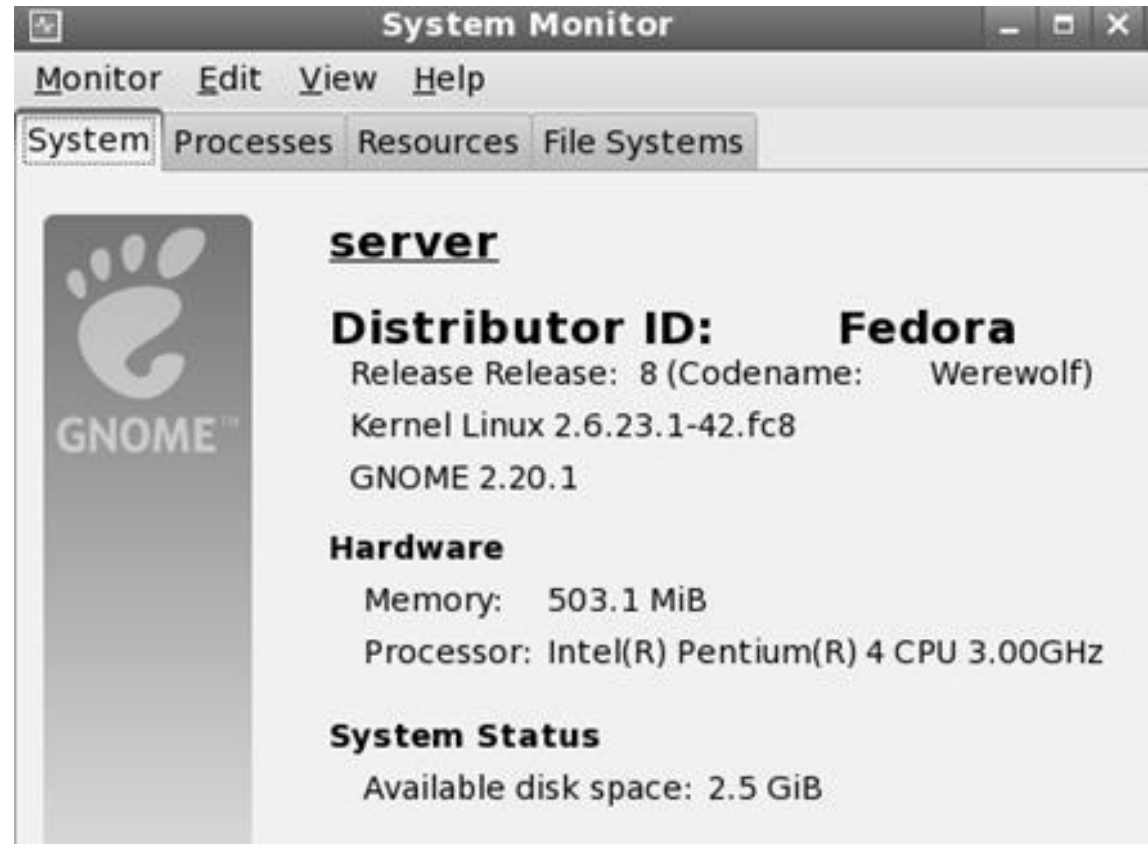 System Monitor
Monitor Edit View Help
System Processes Resources File Systems
GNOME™
server
Distributor ID: Fedora
Release Release: 8 (Codename: Werewolf)
Kernel Linux 2.6.23.1-42.fc8
GNOME 2.20.1
Hardware
Memory: 503.1 MiB
Processor: Intel(R) Pentium(R) 4 CPU 3.00GHz
System Status
Available disk space: 2.5 GiB